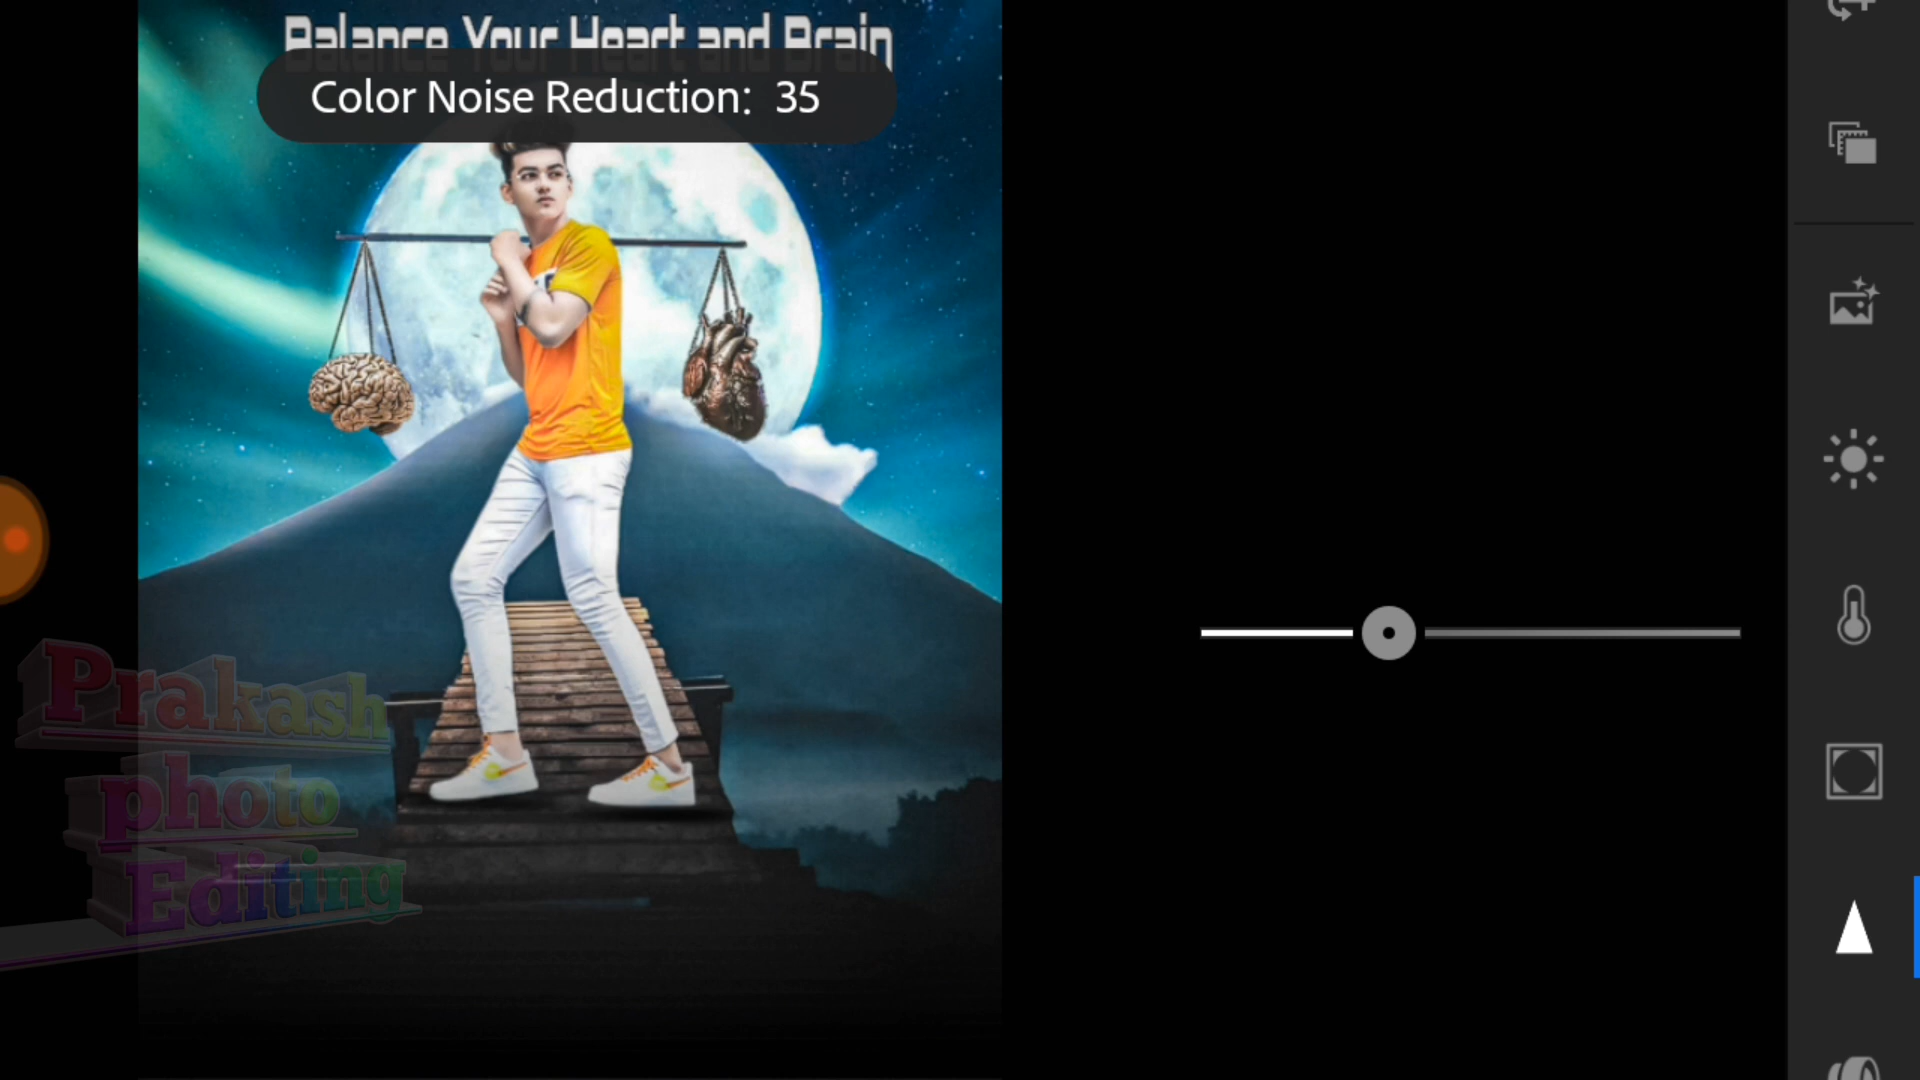 Balance Your Heart and Brain
Color Noise Reduction: 35
Prakash
photo
Editing